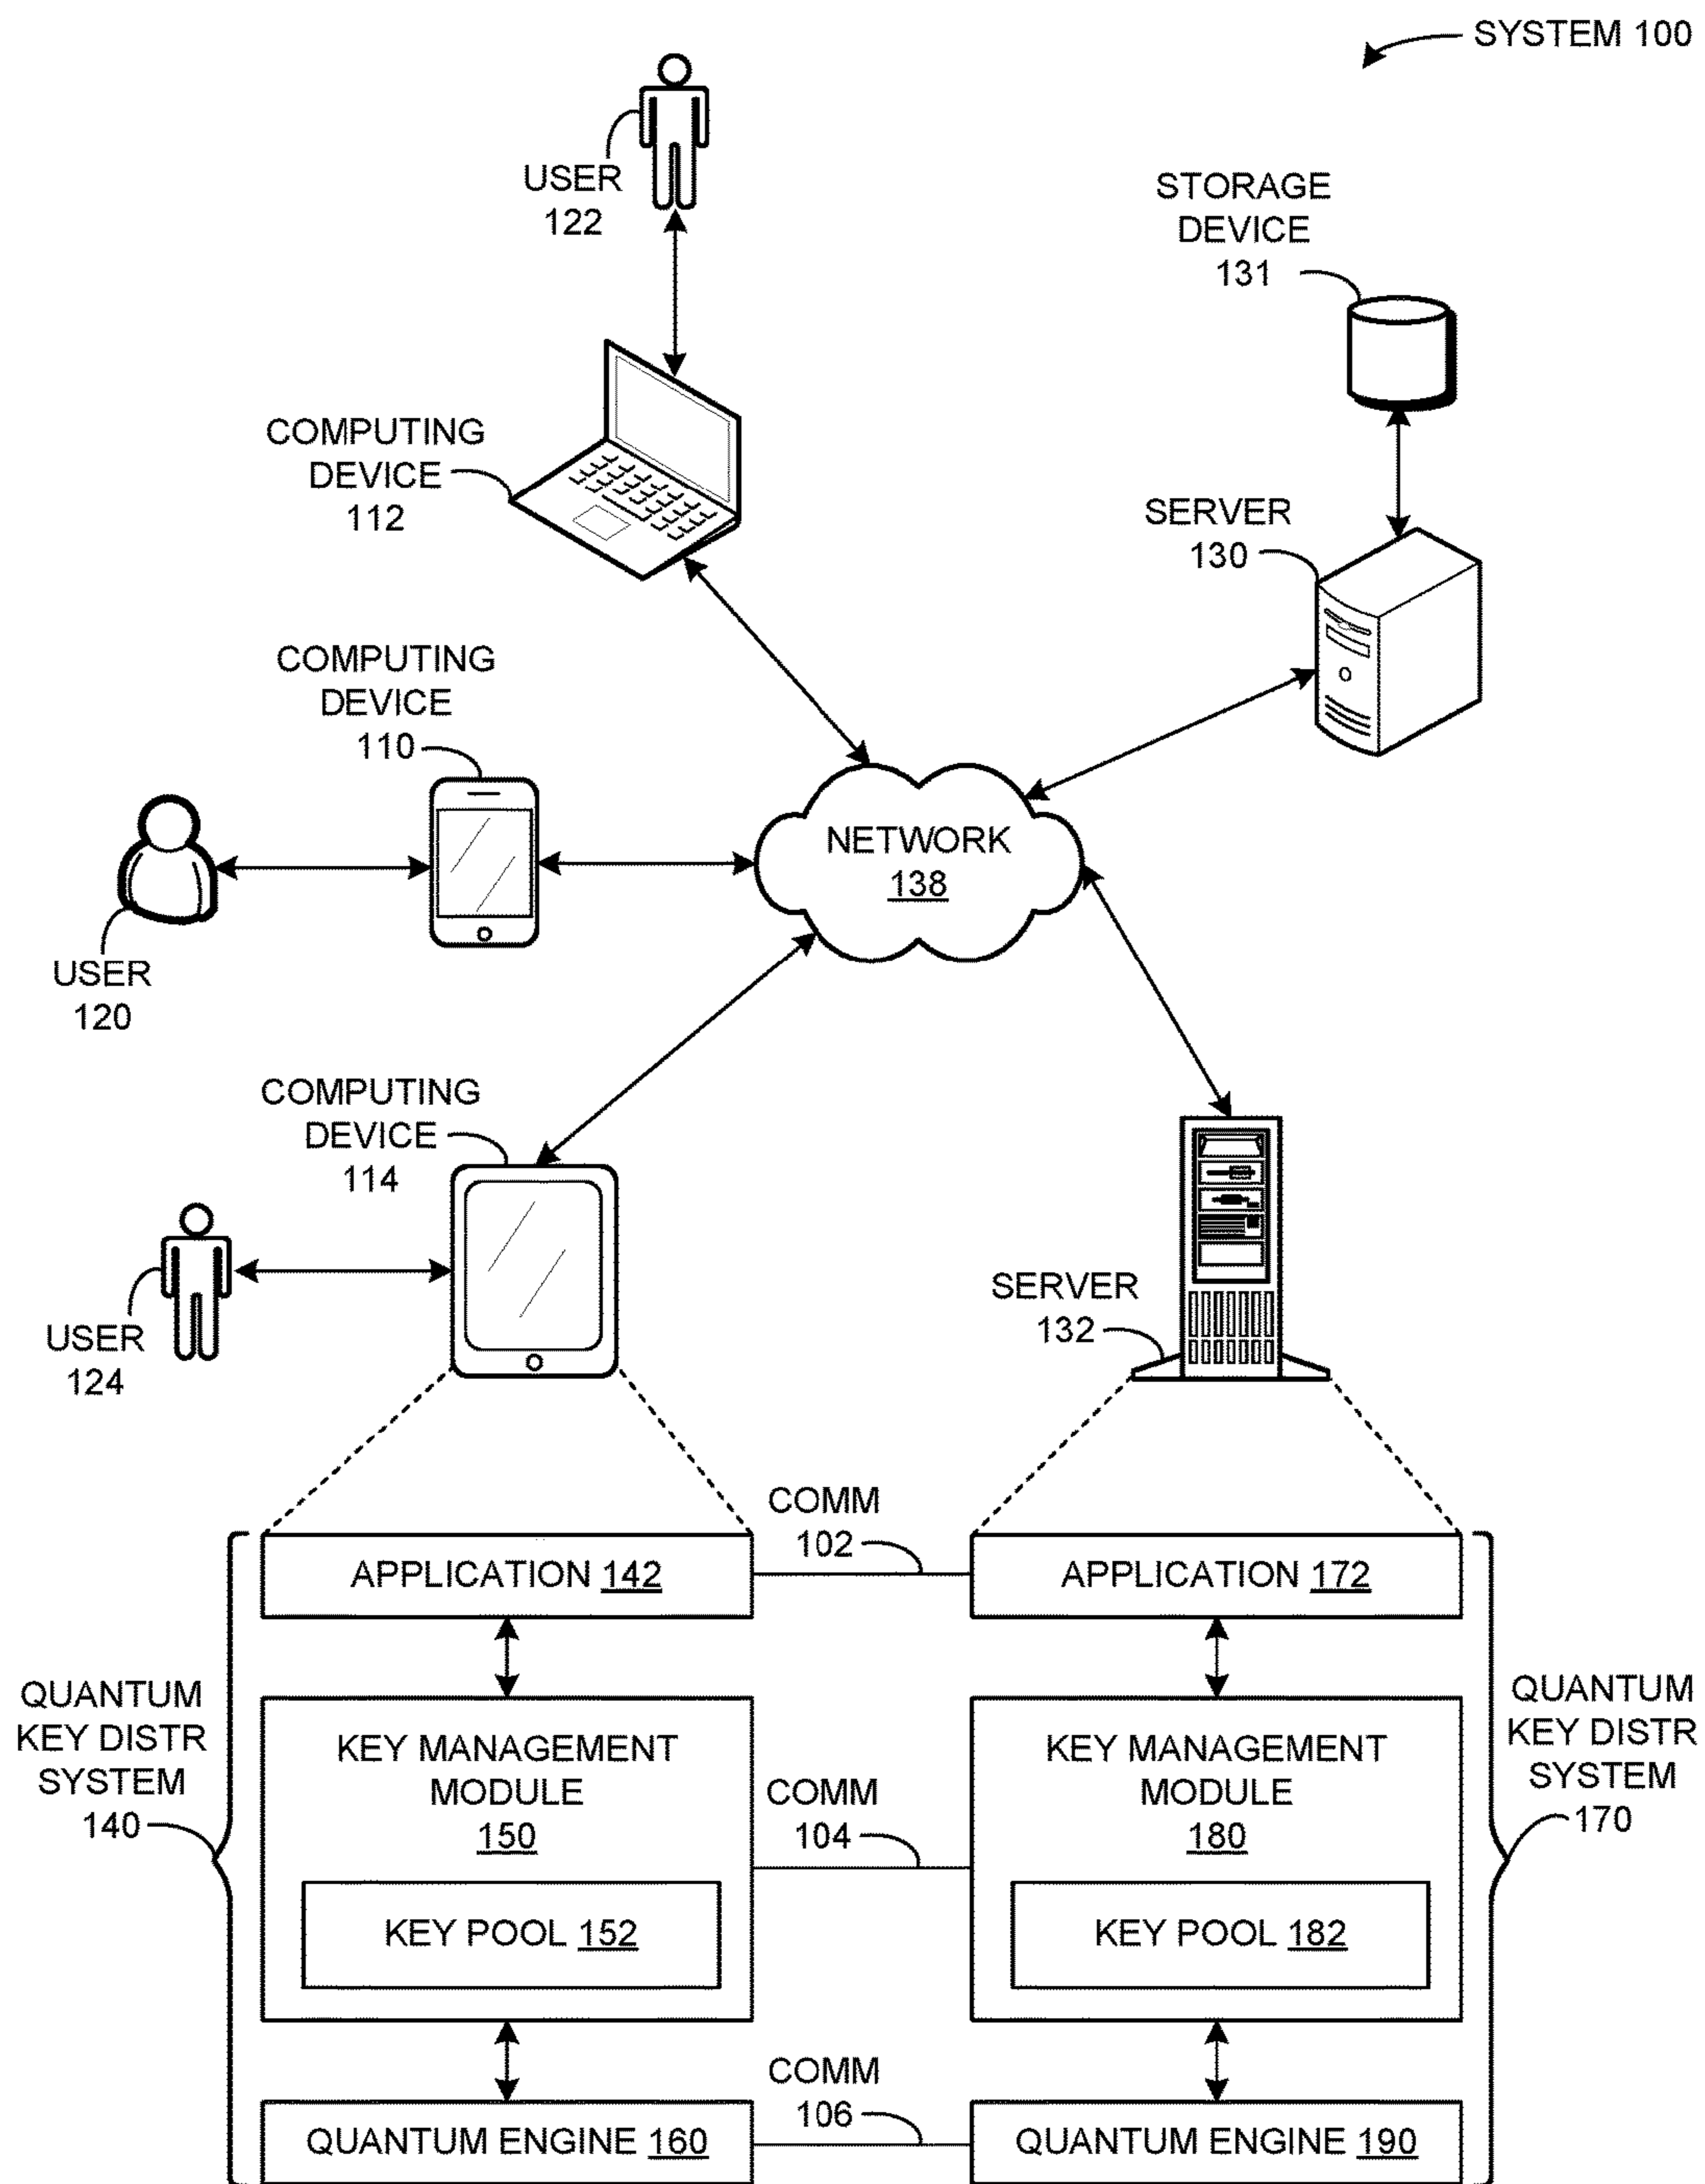 SYSTEM 100
USER
122
STORAGE
DEVICE
131
COMPUTING
DEVICE
112
SERVER
130
COMPUTING
DEVICE
110
NETWORK
138
USER
120
COMPUTING
DEVICE
114
USER
124
SERVER
132
COMM
102
APPLICATION 142
APPLICATION 172
QUANTUM
KEY DISTR
SYSTEM
140
KEY MANAGEMENT
MODULE
150
KEY POOL 152
COMM
104
KEY MANAGEMENT
MODULE
180
KEY POOL 182
QUANTUM
KEY DISTR
SYSTEM
170
COMM
106
QUANTUM ENGINE 160
QUANTUM ENGINE 190